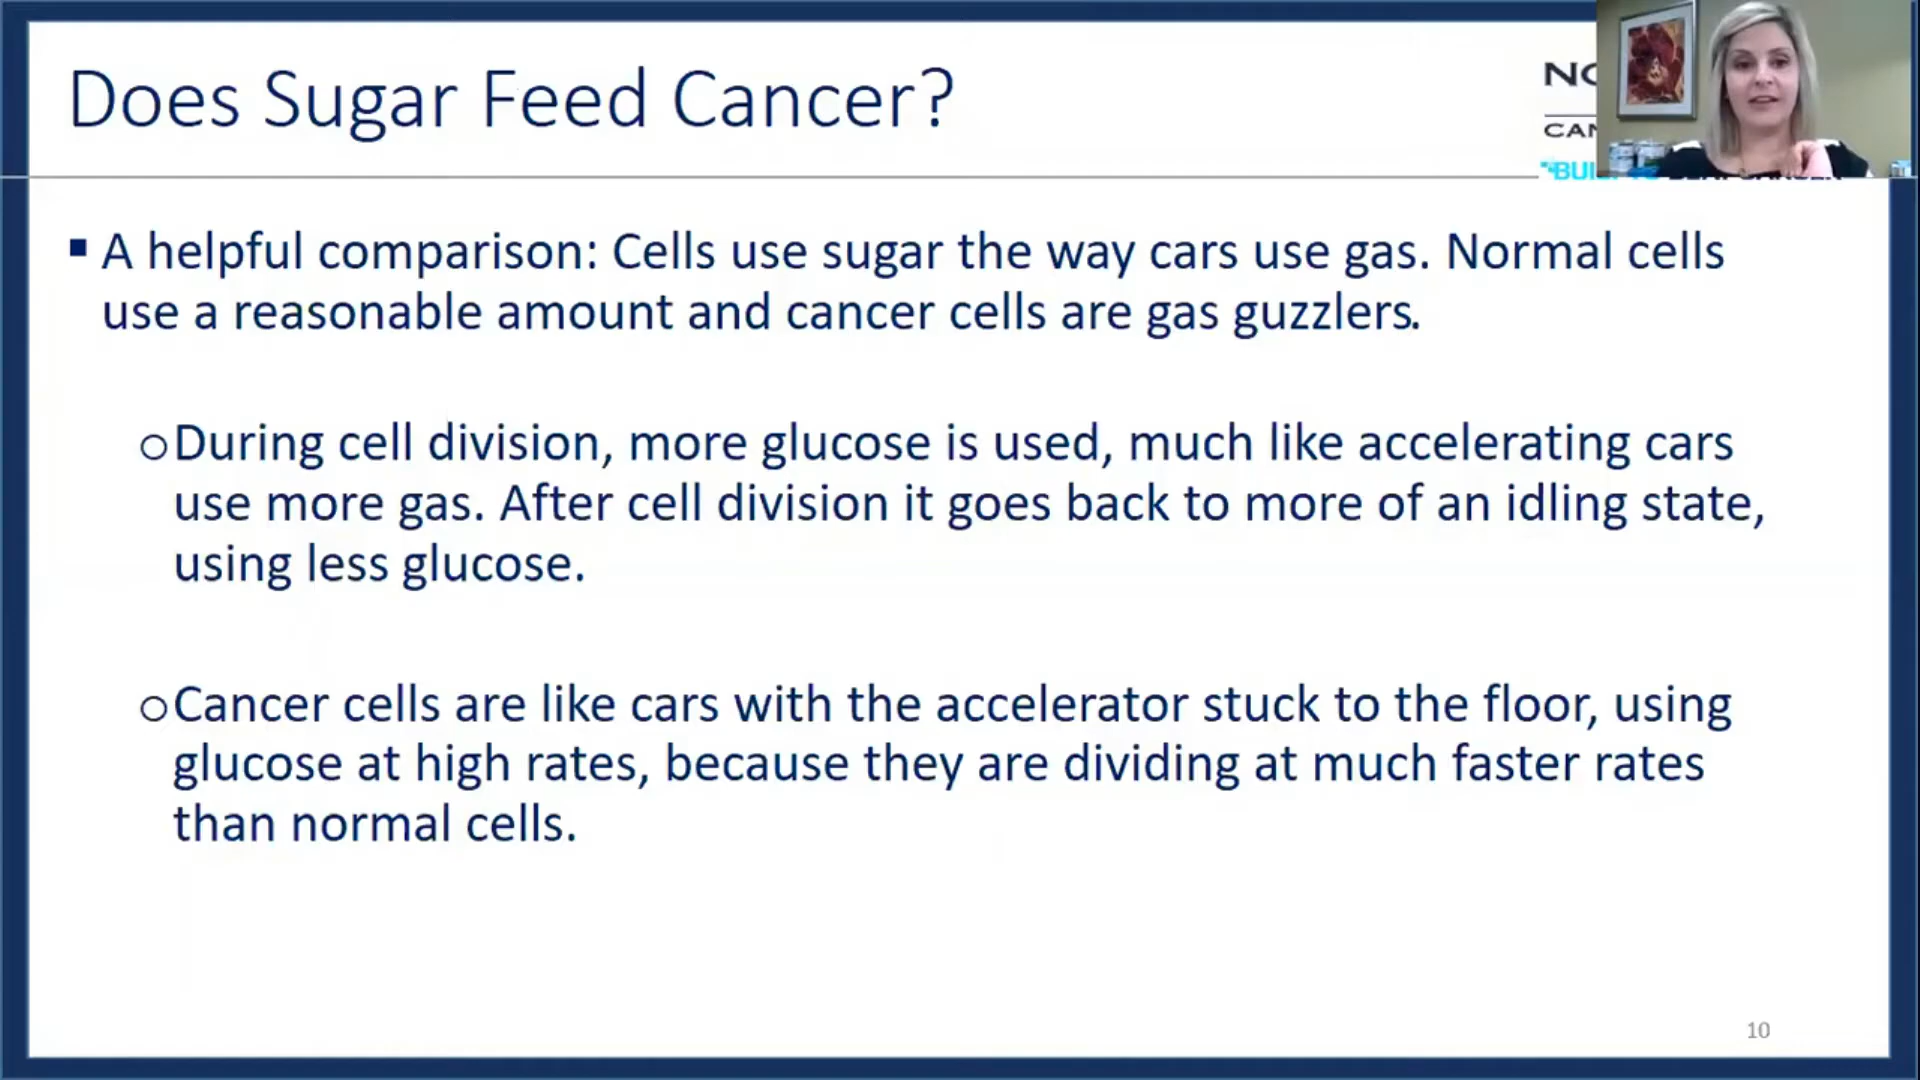 Does Sugar Feed Cancer?
▪ A helpful comparison: Cells use sugar the way cars use gas. Normal cells
use a reasonable amount and cancer cells are gas guzzlers.
o During cell division, more glucose is used, much like accelerating cars
use more gas. After cell division it goes back to more of an idling state,
using less glucose.
o Cancer cells are like cars with the accelerator stuck to the floor, using
glucose at high rates, because they are dividing at much faster rates
than normal cells.
10